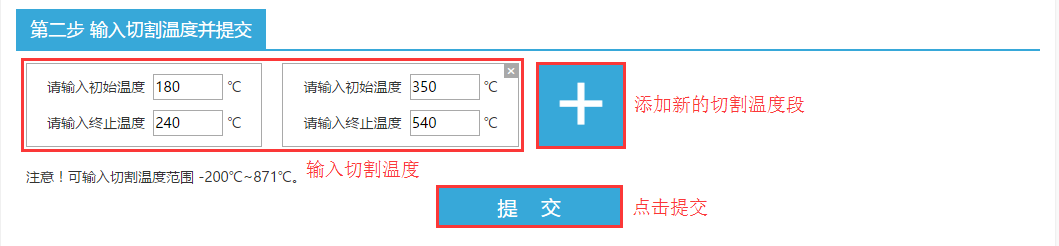 第二步 输入切割温度并提交
请输入初始温度 180 ℃ 请输入初始温度 350 ℃
请输入终止温度 240 ℃ 请输入终止温度 540 ℃
添加新的切割温度段
注意！可输入切割温度范围 -200℃~871℃。
输入切割温度
提 交
点击提交